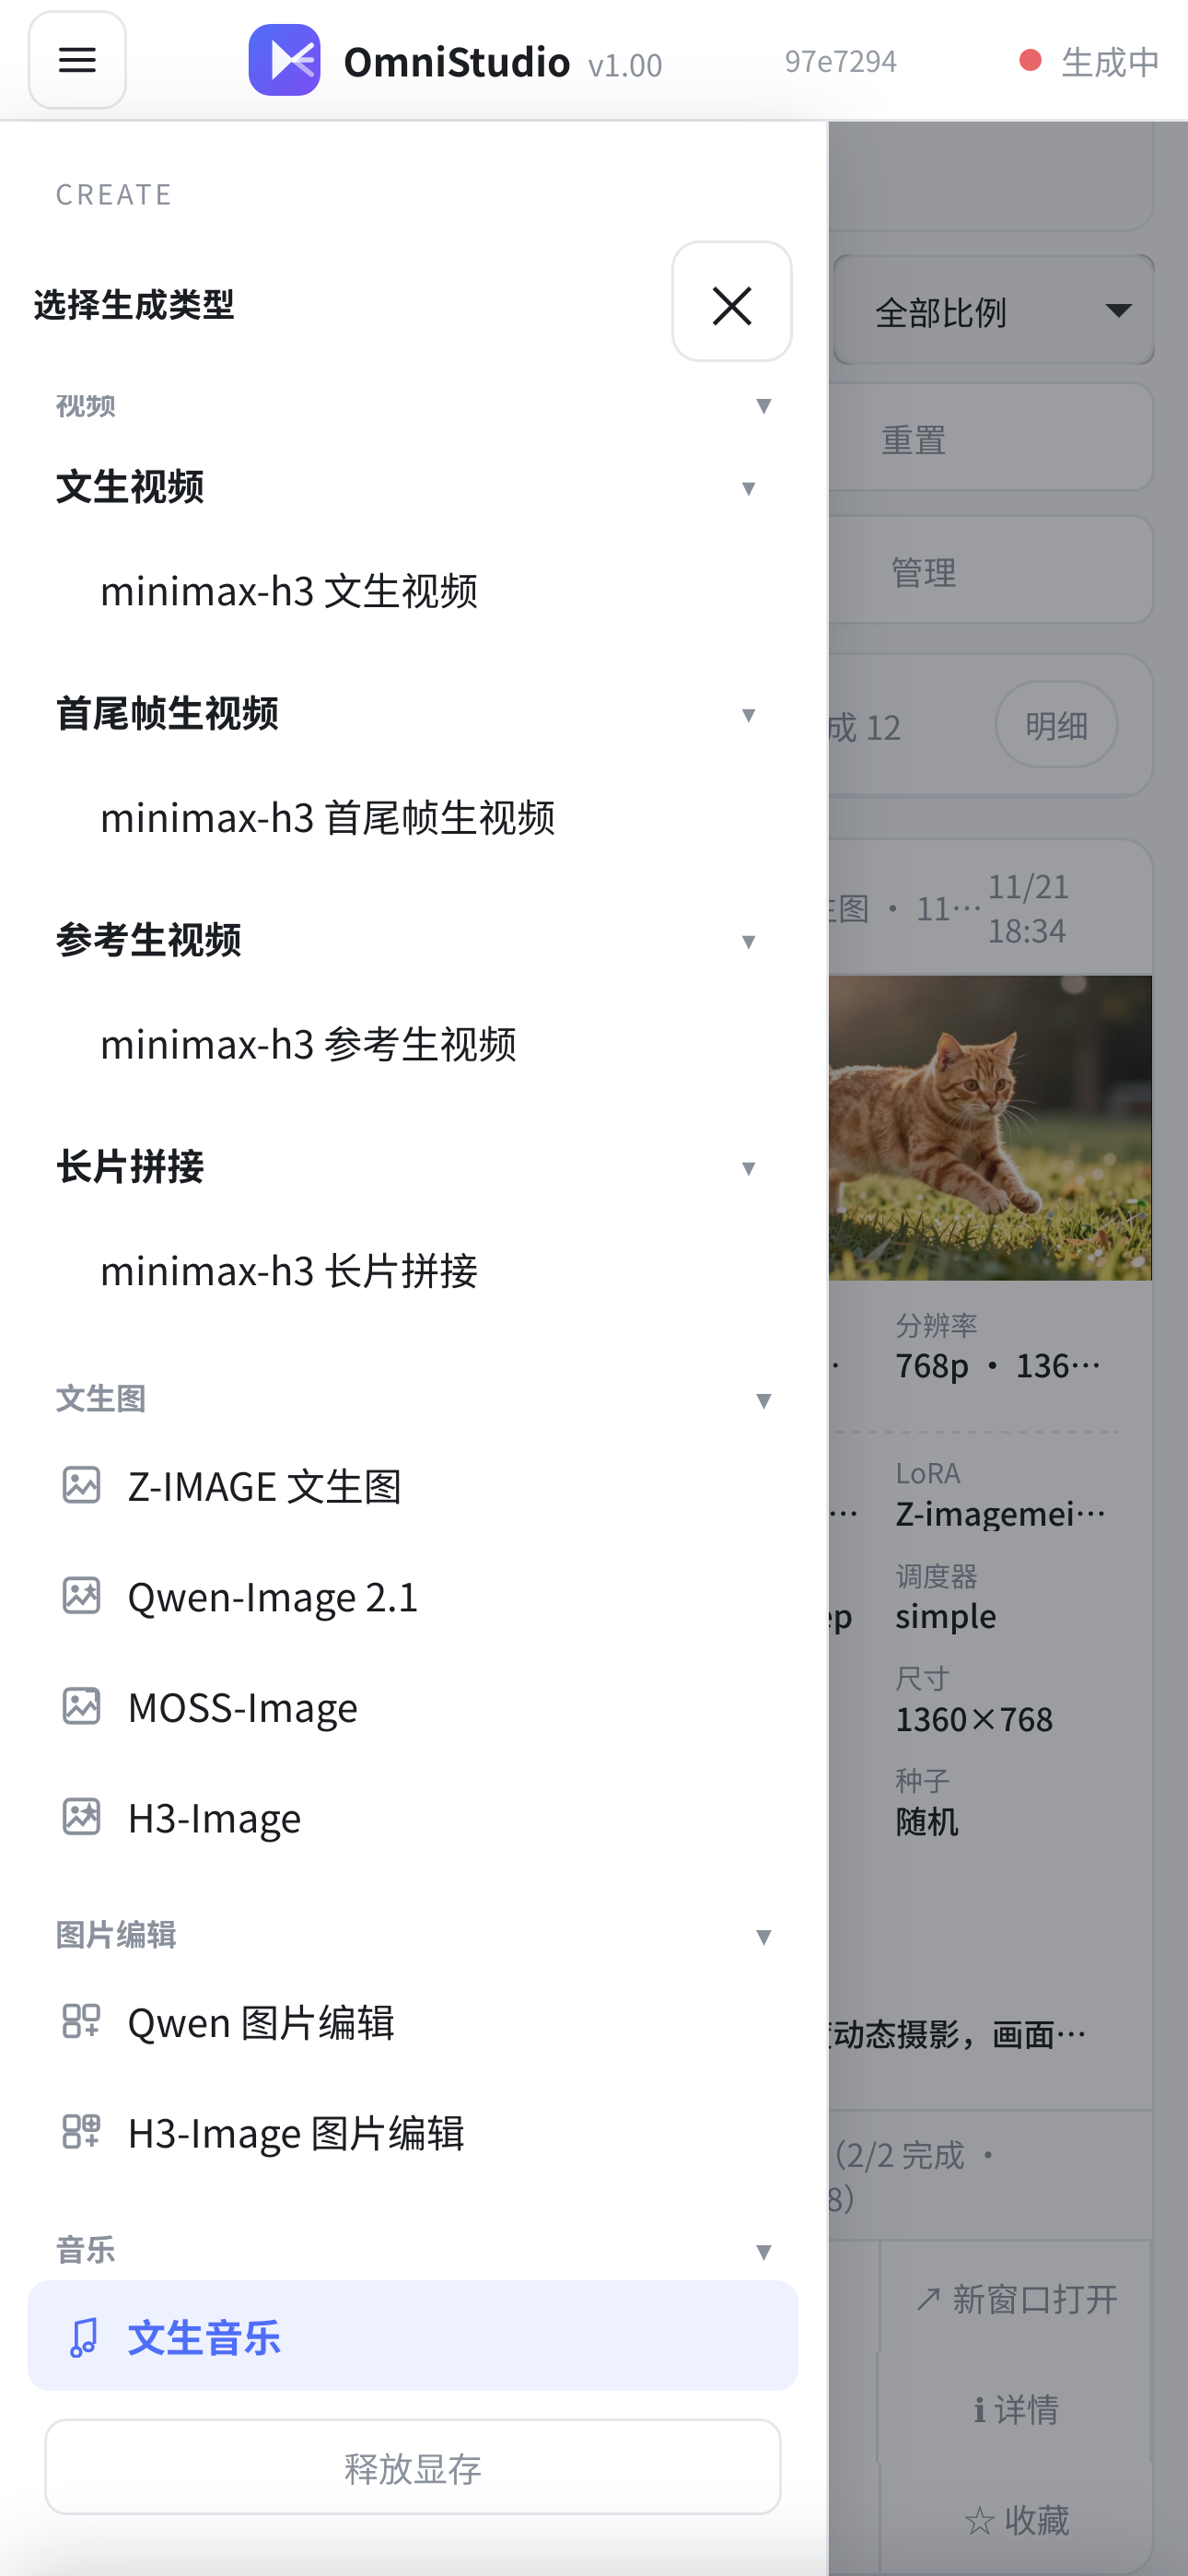 OmniStudio v1.00
97e7294
生成中
CREATE
选择生成类型
视频
文生视频
minimax-h3 文生视频
首尾帧生视频
minimax-h3 首尾帧生视频
参考生视频
minimax-h3 参考生视频
长片拼接
minimax-h3 长片拼接
文生图
Z-IMAGE 文生图
Qwen-Image 2.1
MOSS-Image
H3-Image
图片编辑
Qwen 图片编辑
H3-Image 图片编辑
音乐
文生音乐
释放显存
全部比例
重置
管理
成 12
明细
图 • 11…
11/21
18:34
分辨率
768p • 136…
LoRA
Z-imagemei…
调度器
ep
simple
尺寸
1360×768
种子
随机
动态摄影，画面…
（2/2 完成 •
8）
↗ 新窗口打开
ℹ 详情
☆ 收藏